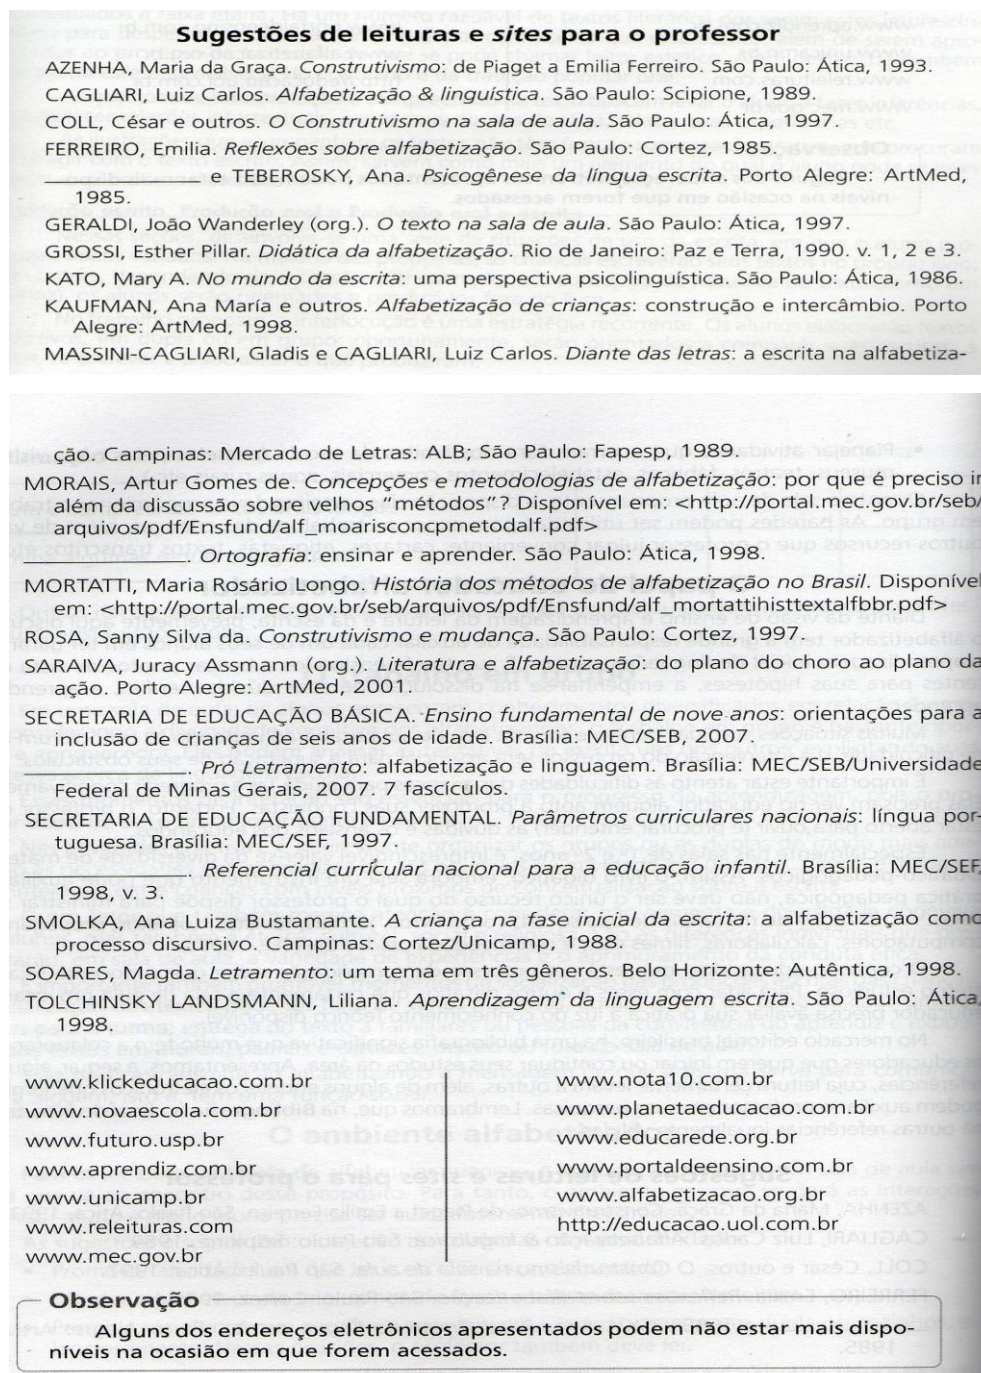 Sugestões de leituras e sites para o professor
AZENHA, Maria da Graça. Construtivismo: de Piaget a Emilia Ferreiro. São Paulo: Ática, 1993.
CAGLIARI, Luiz Carlos. Alfabetização & linguística. São Paulo: Scipione, 1989.
COLL, César e outros. O Construtivismo na sala de aula. São Paulo: Ática, 1997.
FERREIRO, Emilia. Reflexões sobre alfabetização. São Paulo: Cortez, 1985.
______________ e TEBEROSKY, Ana. Psicogênese da língua escrita. Porto Alegre: ArtMed,
1985.
GERALDI, João Wanderley (org.). O texto na sala de aula. São Paulo: Ática, 1997.
GROSSI, Esther Pillar. Didática da alfabetização. Rio de Janeiro: Paz e Terra, 1990. v. 1, 2 e 3.
KATO, Mary A. No mundo da escrita: uma perspectiva psicolinguística. São Paulo: Ática, 1986.
KAUFMAN, Ana María e outros. Alfabetização de crianças: construção e intercâmbio. Porto
Alegre: ArtMed, 1998.
MASSINI-CAGLIARI, Gladis e CAGLIARI, Luiz Carlos. Diante das letras: a escrita na alfabetiza-
ção. Campinas: Mercado de Letras: ALB; São Paulo: Fapesp, 1989.
MORAIS, Artur Gomes de. Concepções e metodologias de alfabetização: por que é preciso ir
além da discussão sobre velhos "métodos"? Disponível em: <http://portal.mec.gov.br/seb/
arquivos/pdf/Ensfund/alf_moarisconcpmetodalf.pdf>
______________. Ortografia: ensinar e aprender. São Paulo: Ática, 1998.
MORTATTI, Maria Rosário Longo. História dos métodos de alfabetização no Brasil. Disponível
em: <http://portal.mec.gov.br/seb/arquivos/pdf/Ensfund/alf_mortattihisttextalfbbr.pdf>
ROSA, Sanny Silva da. Construtivismo e mudança. São Paulo: Cortez, 1997.
SARAIVA, Juracy Assmann (org.). Literatura e alfabetização: do plano do choro ao plano da
ação. Porto Alegre: ArtMed, 2001.
SECRETARIA DE EDUCAÇÃO BÁSICA. Ensino fundamental de nove anos: orientações para a
inclusão de crianças de seis anos de idade. Brasília: MEC/SEB, 2007.
______________. Pró Letramento: alfabetização e linguagem. Brasília: MEC/SEB/Universidade
Federal de Minas Gerais, 2007. 7 fascículos.
SECRETARIA DE EDUCAÇÃO FUNDAMENTAL. Parâmetros curriculares nacionais: língua por-
tuguesa. Brasília: MEC/SEF, 1997.
______________. Referencial currícular nacional para a educação infantil. Brasília: MEC/SEF,
1998, v. 3.
SMOLKA, Ana Luiza Bustamante. A criança na fase inicial da escrita: a alfabetização como
processo discursivo. Campinas: Cortez/Unicamp, 1988.
SOARES, Magda. Letramento: um tema em três gêneros. Belo Horizonte: Autêntica, 1998.
TOLCHINSKY LANDSMANN, Liliana. Aprendizagem da linguagem escrita. São Paulo: Ática,
1998.
www.klickeducacao.com.br
www.novaescola.com.br
www.futuro.usp.br
www.aprendiz.com.br
www.unicamp.br
www.releituras.com
www.mec.gov.br
www.nota10.com.br
www.planetaeducacao.com.br
www.educarede.org.br
www.portaldeensino.com.br
www.alfabetizacao.org.br
http://educacao.uol.com.br
Observação
Alguns dos endereços eletrônicos apresentados podem não estar mais dispo-
níveis na ocasião em que forem acessados.